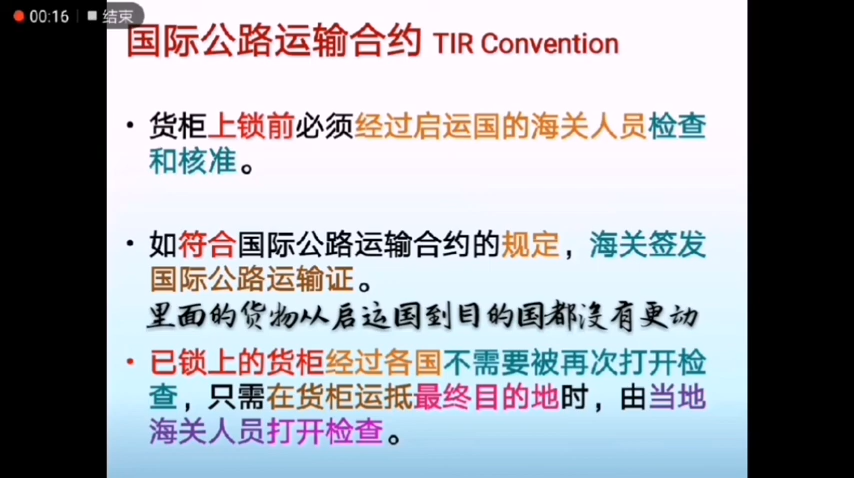 00:16 结束
国际公路运输合约 TIR Convention
• 货柜上锁前必须经过启运国的海关人员检查
和核准。
• 如符合国际公路运输合约的规定，海关签发
国际公路运输证。
里面的货物从启运国到目的国都没有更动
• 已锁上的货柜经过各国不需要被再次打开检
查，只需在货柜运抵最终目的地时，由当地
海关人员打开检查。